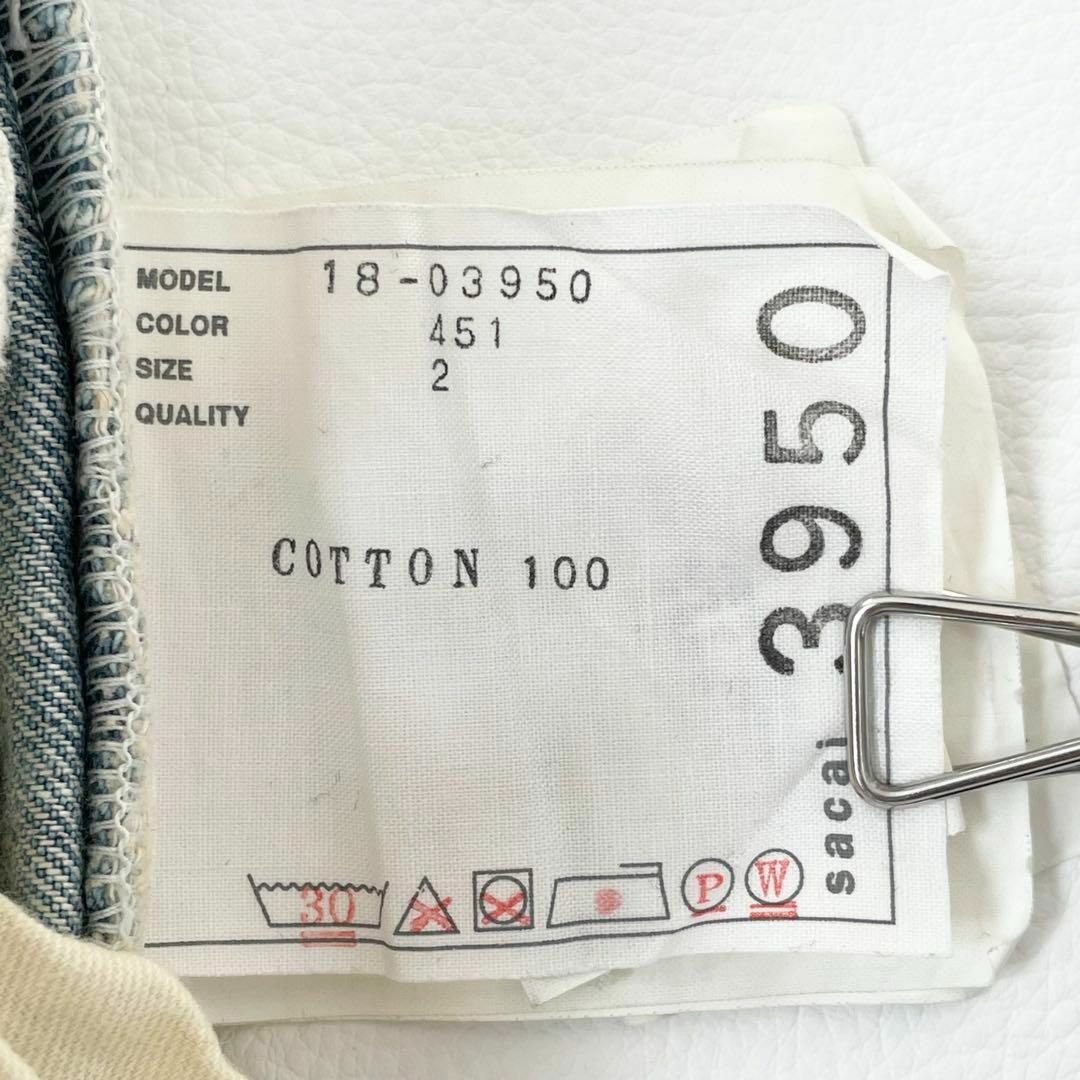 MODEL 18-03950
COLOR 451
SIZE 2
QUALITY
COTTON 100
sacai 3950
30
P
W